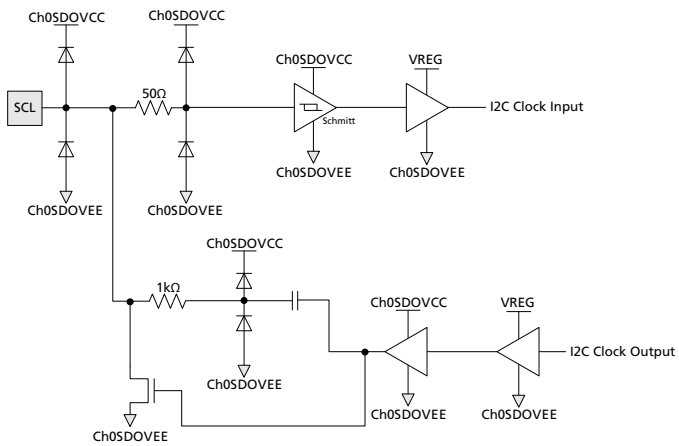 Ch0SDOVCC
Ch0SDOVCC
Ch0SDOVCC
VREG
SCL
50Ω
Schmitt
I2C Clock Input
Ch0SDOVEE
Ch0SDOVEE
Ch0SDOVEE
Ch0SDOVEE
Ch0SDOVCC
1kΩ
Ch0SDOVCC
VREG
I2C Clock Output
Ch0SDOVEE
Ch0SDOVEE
Ch0SDOVEE
Ch0SDOVEE